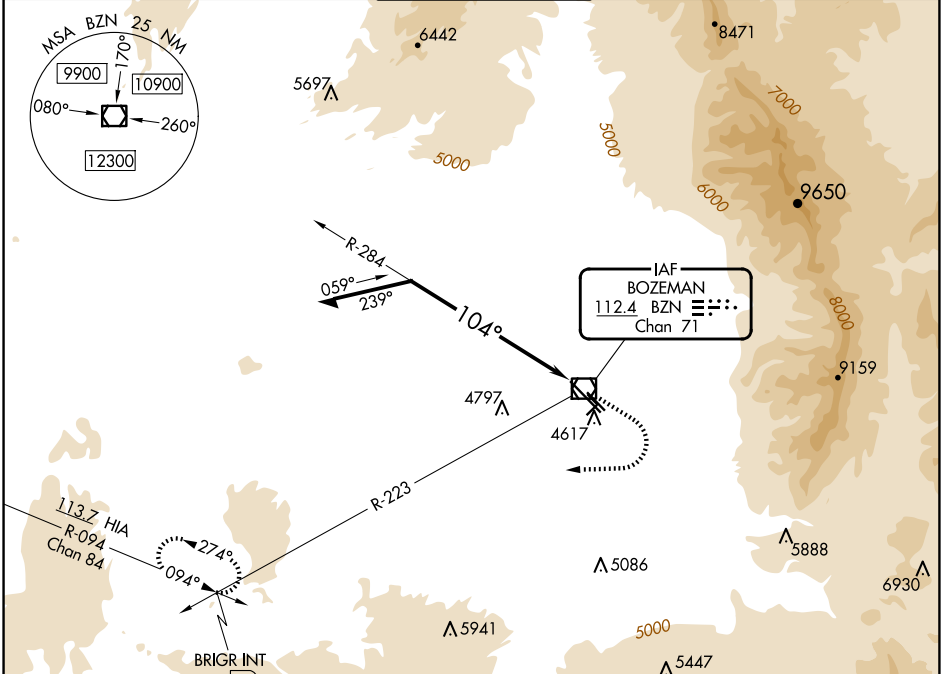 MSA BZN 25 NM
170°
9900
10900
080°
260°
12300
6442
5697
5000
8471
7000
5000
6000
9650
R-284
059°
239°
104°
IAF
BOZEMAN
112.4 BZN
Chan 71
8000
9159
4797
4617
R-223
113.7 HIA
R-094
Chan 84
274°
094°
5086
5888
6930
5941
5000
BRIGR INT
5447